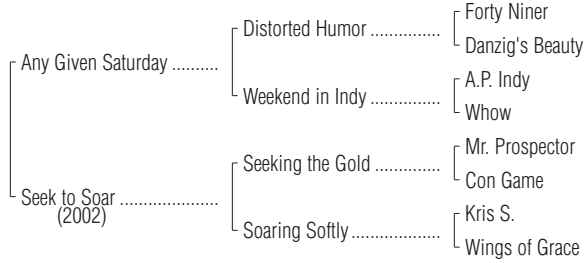 Forty Niner
Distorted Humor ..................
Danzig's Beauty
Any Given Saturday ..........
A.P. Indy
Weekend in Indy ...............
Whow
Mr. Prospector
Seeking the Gold ..............
Con Game
Seek to Soar ......................
(2002)
Kris S.
Soaring Softly ...................
Wings of Grace